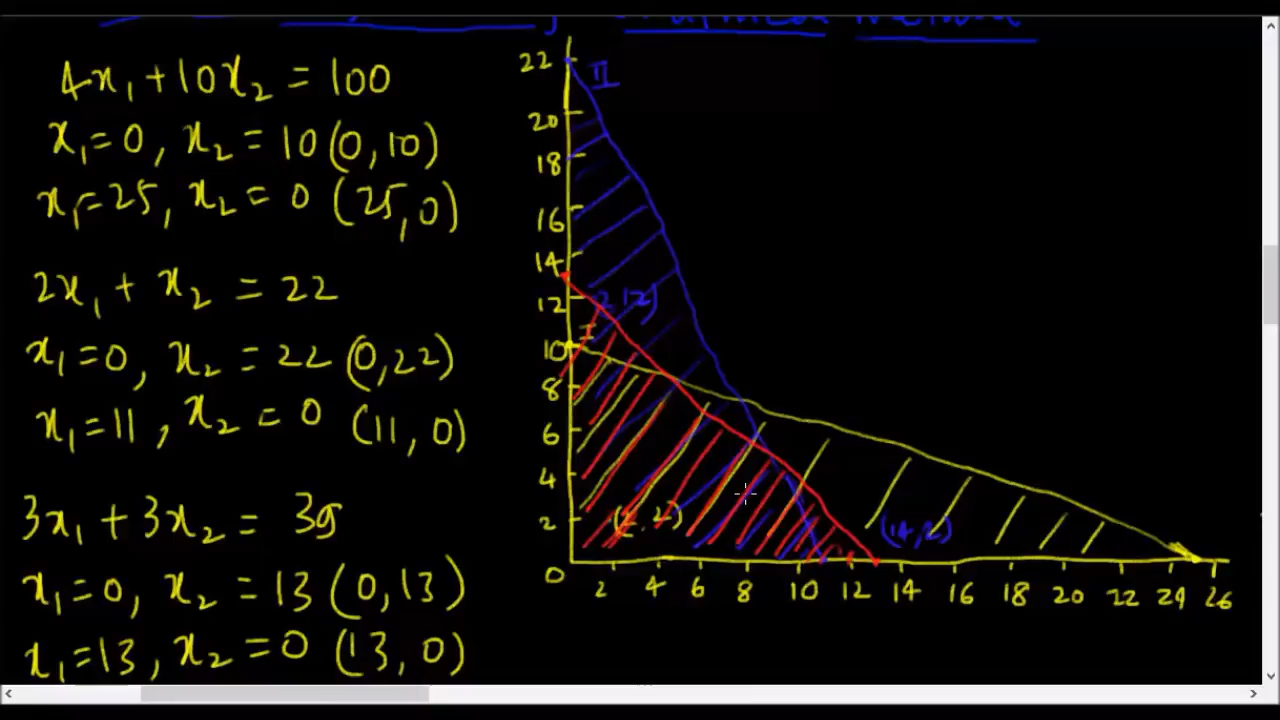 4x₁ + 10x₂ = 100
x₁=0, x₂ = 10 (0,10)
x₁=25, x₂ = 0 (25,0)
2x₁ + x₂ = 22
x₁=0, x₂ = 22 (0,22)
x₁=11, x₂ = 0 (11,0)
3x₁ + 3x₂ = 39
x₁=0, x₂ = 13 (0,13)
x₁=13, x₂ = 0 (13,0)
22
II
20
18
16
14
12
2,12)
I
10
8
6
4
2
(2,2)
(14,2)
0
2 4 6 8 10 12 14 16 18 20 22 24 26